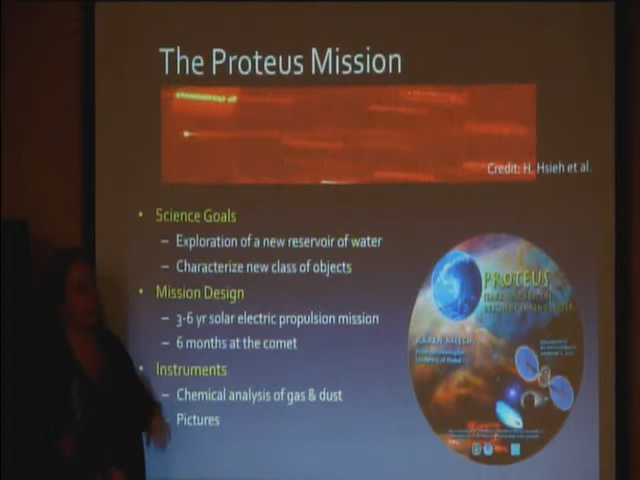 The Proteus Mission
Credit: H. Hsieh et al.
• Science Goals
– Exploration of a new reservoir of water
– Characterize new class of objects
• Mission Design
– 3-6 yr solar electric propulsion mission
– 6 months at the comet
• Instruments
– Chemical analysis of gas & dust
Pictures
PROTEUS